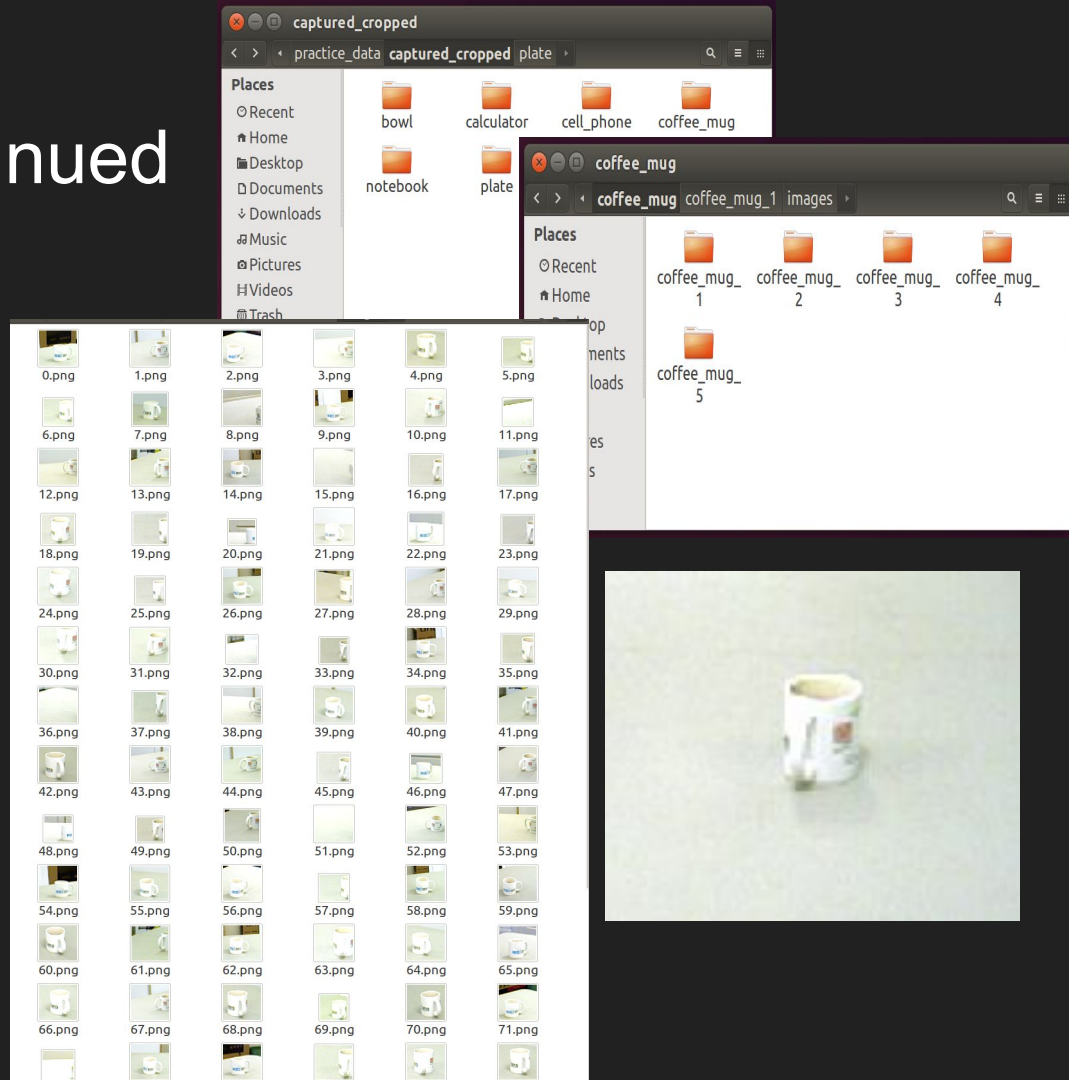 nued
captured_cropped
practice_data captured_cropped plate
Places
Recent
Home
Desktop
Documents
Downloads
Music
Pictures
Videos
Trash
bowl calculator cell_phone coffee_mug
notebook plate
coffee_mug
coffee_mug coffee_mug_1 images
Places
Recent
Home
op
ments
loads
res
s
coffee_mug_ coffee_mug_ coffee_mug_ coffee_mug_
1 2 3 4
coffee_mug_
5
0.png 1.png 2.png 3.png 4.png 5.png
6.png 7.png 8.png 9.png 10.png 11.png
12.png 13.png 14.png 15.png 16.png 17.png
18.png 19.png 20.png 21.png 22.png 23.png
24.png 25.png 26.png 27.png 28.png 29.png
30.png 31.png 32.png 33.png 34.png 35.png
36.png 37.png 38.png 39.png 40.png 41.png
42.png 43.png 44.png 45.png 46.png 47.png
48.png 49.png 50.png 51.png 52.png 53.png
54.png 55.png 56.png 57.png 58.png 59.png
60.png 61.png 62.png 63.png 64.png 65.png
66.png 67.png 68.png 69.png 70.png 71.png